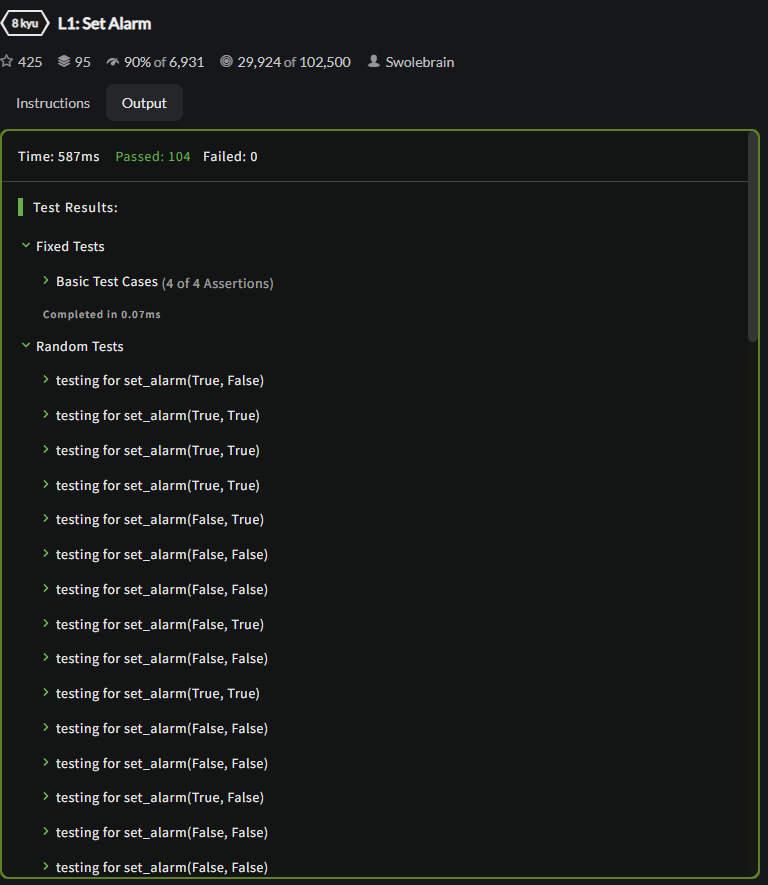 8 kyu L1: Set Alarm
425 95 90% of 6,931 29,924 of 102,500 Swolebrain
Instructions Output
Time: 587ms Passed: 104 Failed: 0
Test Results:
Fixed Tests
Basic Test Cases (4 of 4 Assertions)
Completed in 0.07ms
Random Tests
testing for set_alarm(True, False)
testing for set_alarm(True, True)
testing for set_alarm(True, True)
testing for set_alarm(True, True)
testing for set_alarm(False, True)
testing for set_alarm(False, False)
testing for set_alarm(False, False)
testing for set_alarm(False, True)
testing for set_alarm(False, False)
testing for set_alarm(True, True)
testing for set_alarm(False, False)
testing for set_alarm(False, False)
testing for set_alarm(True, False)
testing for set_alarm(False, False)
testing for set_alarm(False, False)